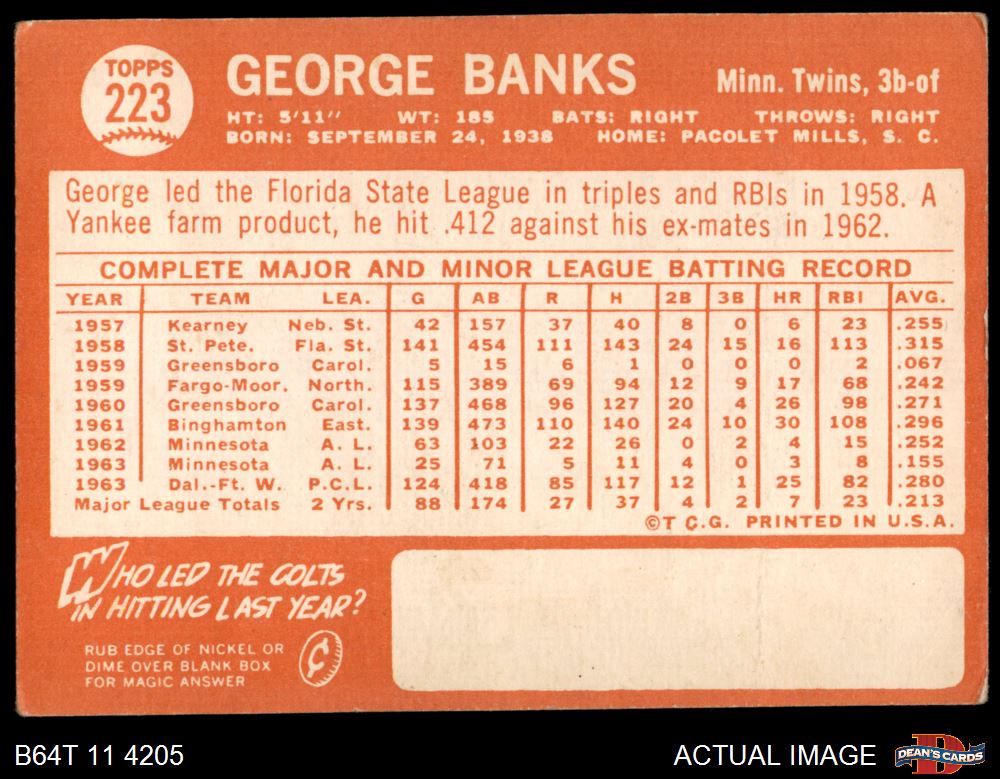 TOPPS
223
GEORGE BANKS
Minn. Twins, 3b-of
HT: 5'11" WT: 185 BATS: RIGHT THROWS: RIGHT
BORN: SEPTEMBER 24, 1938 HOME: PACOLET MILLS, S. C.
George led the Florida State League in triples and RBIs in 1958. A
Yankee farm product, he hit .412 against his ex-mates in 1962.
COMPLETE MAJOR AND MINOR LEAGUE BATTING RECORD
YEAR TEAM LEA. G AB R H 2B 3B HR RBI AVG.
1957 Kearney Neb. St. 42 157 37 40 8 0 6 23 .255
1958 St. Pete. Fla. St. 141 454 111 143 24 15 16 113 .315
1959 Greensboro Carol. 5 15 6 1 0 0 0 2 .067
1959 Fargo-Moor. North. 115 389 69 94 12 9 17 68 .242
1960 Greensboro Carol. 137 468 96 127 20 4 26 98 .271
1961 Binghamton East. 139 473 110 140 24 10 30 108 .296
1962 Minnesota A. L. 63 103 22 26 0 2 4 15 .252
1963 Minnesota A. L. 25 71 5 11 4 0 3 8 .155
1963 Dal.-Ft. W. P.C.L. 124 418 85 117 12 1 25 82 .280
Major League Totals 2 Yrs. 88 174 27 37 4 2 7 23 .213
©T.C.G. PRINTED IN U.S.A.
WHO LED THE COLTS
IN HITTING LAST YEAR?
RUB EDGE OF NICKEL OR
DIME OVER BLANK BOX
FOR MAGIC ANSWER
¢
B64T 11 4205
ACTUAL IMAGE
D
DEAN'S CARDS